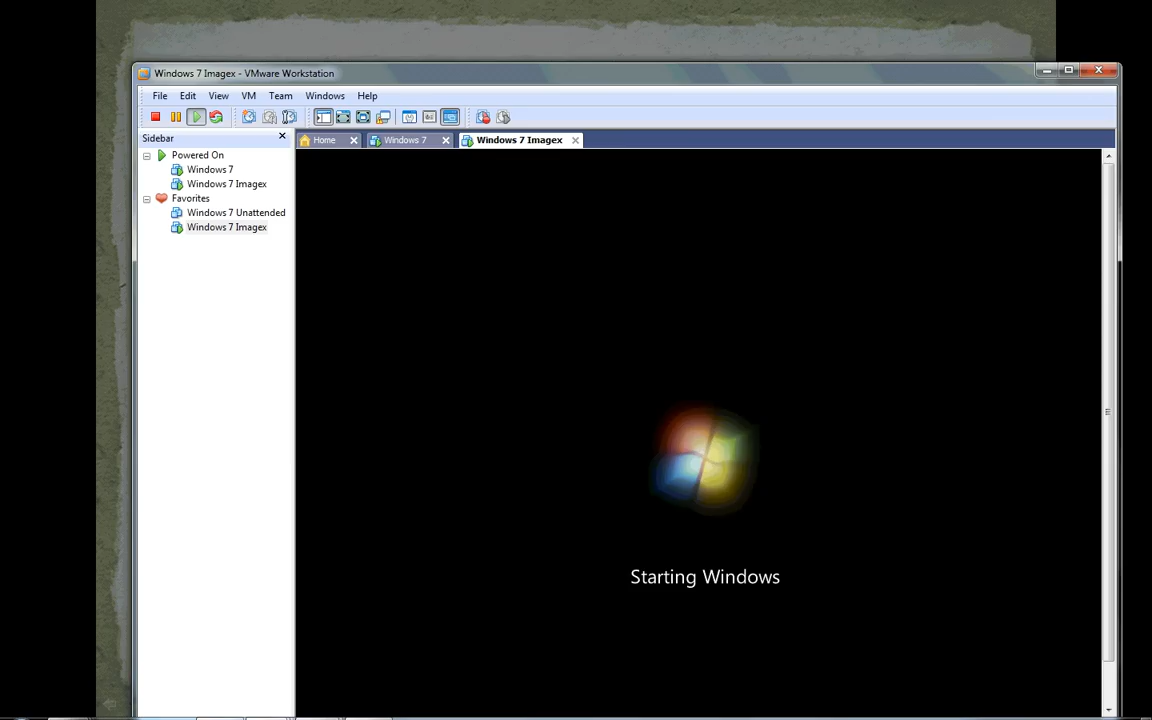 Windows 7 Imagex - VMware Workstation
File Edit View VM Team Windows Help
Sidebar
Home Windows 7 Windows 7 Imagex
Powered On
Windows 7
Windows 7 Imagex
Favorites
Windows 7 Unattended
Windows 7 Imagex
Starting Windows